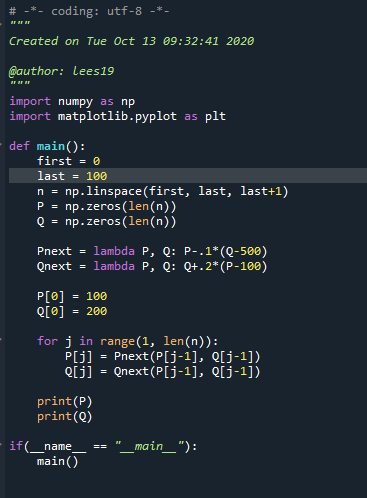 # -*- coding: utf-8 -*-
"""
Created on Tue Oct 13 09:32:41 2020

@author: lees19
"""
import numpy as np
import matplotlib.pyplot as plt

def main():
    first = 0
    last = 100
    n = np.linspace(first, last, last+1)
    P = np.zeros(len(n))
    Q = np.zeros(len(n))

    Pnext = lambda P, Q: P-.1*(Q-500)
    Qnext = lambda P, Q: Q+.2*(P-100)

    P[0] = 100
    Q[0] = 200

    for j in range(1, len(n)):
        P[j] = Pnext(P[j-1], Q[j-1])
        Q[j] = Qnext(P[j-1], Q[j-1])

    print(P)
    print(Q)

if(__name__ == "__main__"):
    main()